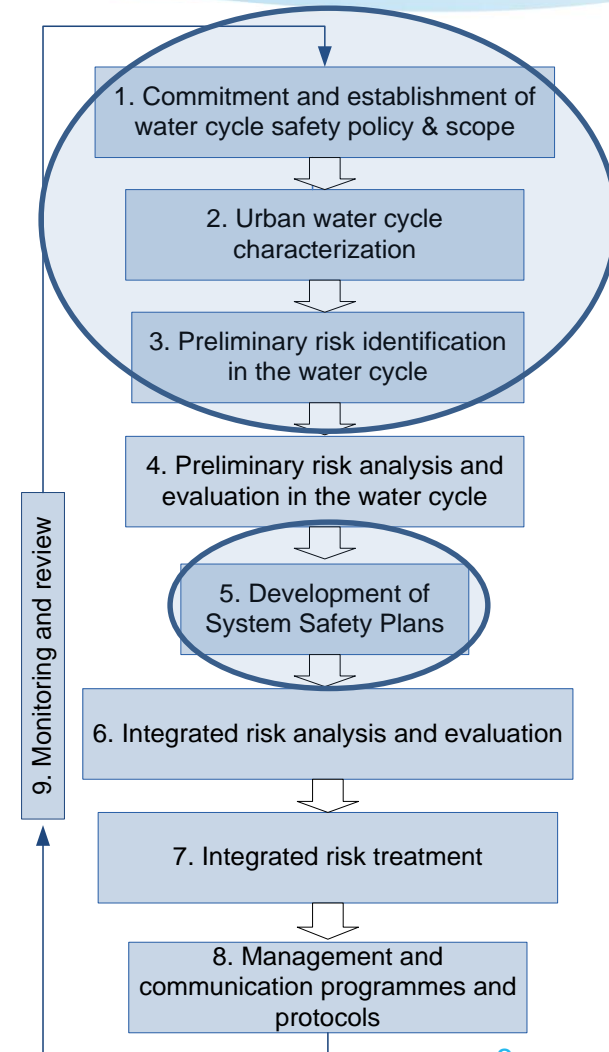 1. Commitment and establishment of
water cycle safety policy & scope
2. Urban water cycle
characterization
3. Preliminary risk identification
in the water cycle
4. Preliminary risk analysis and
evaluation in the water cycle
5. Development of
System Safety Plans
6. Integrated risk analysis and evaluation
7. Integrated risk treatment
8. Management and
communication programmes and
protocols
9. Monitoring and review